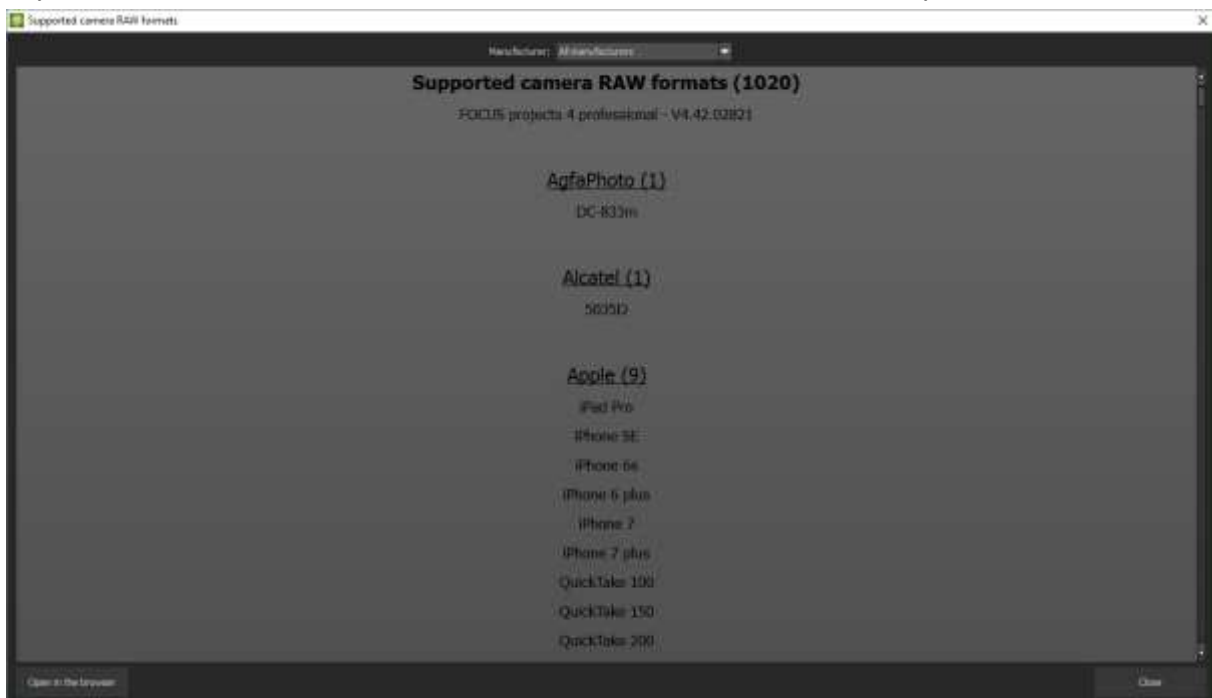 Supported camera RAW formats
Manufacturer: All manufacturers
Supported camera RAW formats (1020)
FOCUS projects 4 professional - V4.42.02821
AgfaPhoto (1)
DC-833m
Alcatel (1)
5035D
Apple (9)
iPad Pro
iPhone SE
iPhone 6s
iPhone 6 plus
iPhone 7
iPhone 7 plus
QuickTake 100
QuickTake 150
QuickTake 200
Open in the browser
Close